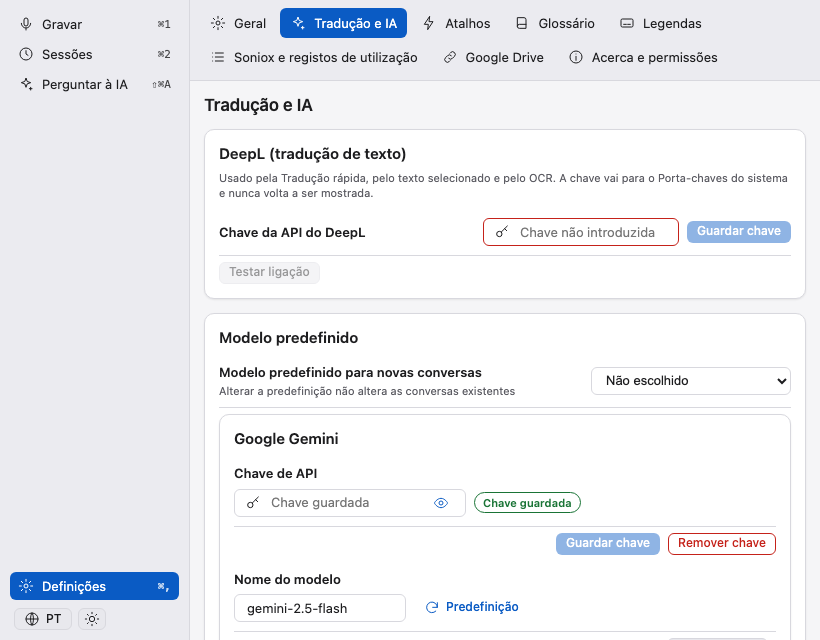 Gravar ⌘1
Sessões ⌘2
Perguntar à IA ⇧⌘A
Definições ⌘,
PT
Geral
Tradução e IA
Atalhos
Glossário
Legendas
Soniox e registos de utilização
Google Drive
Acerca e permissões
Tradução e IA
DeepL (tradução de texto)
Usado pela Tradução rápida, pelo texto selecionado e pelo OCR. A chave vai para o Porta-chaves do sistema
e nunca volta a ser mostrada.
Chave da API do DeepL
Chave não introduzida
Guardar chave
Testar ligação
Modelo predefinido
Modelo predefinido para novas conversas
Alterar a predefinição não altera as conversas existentes
Não escolhido
Google Gemini
Chave de API
Chave guardada
Chave guardada
Guardar chave
Remover chave
Nome do modelo
gemini-2.5-flash
Predefinição